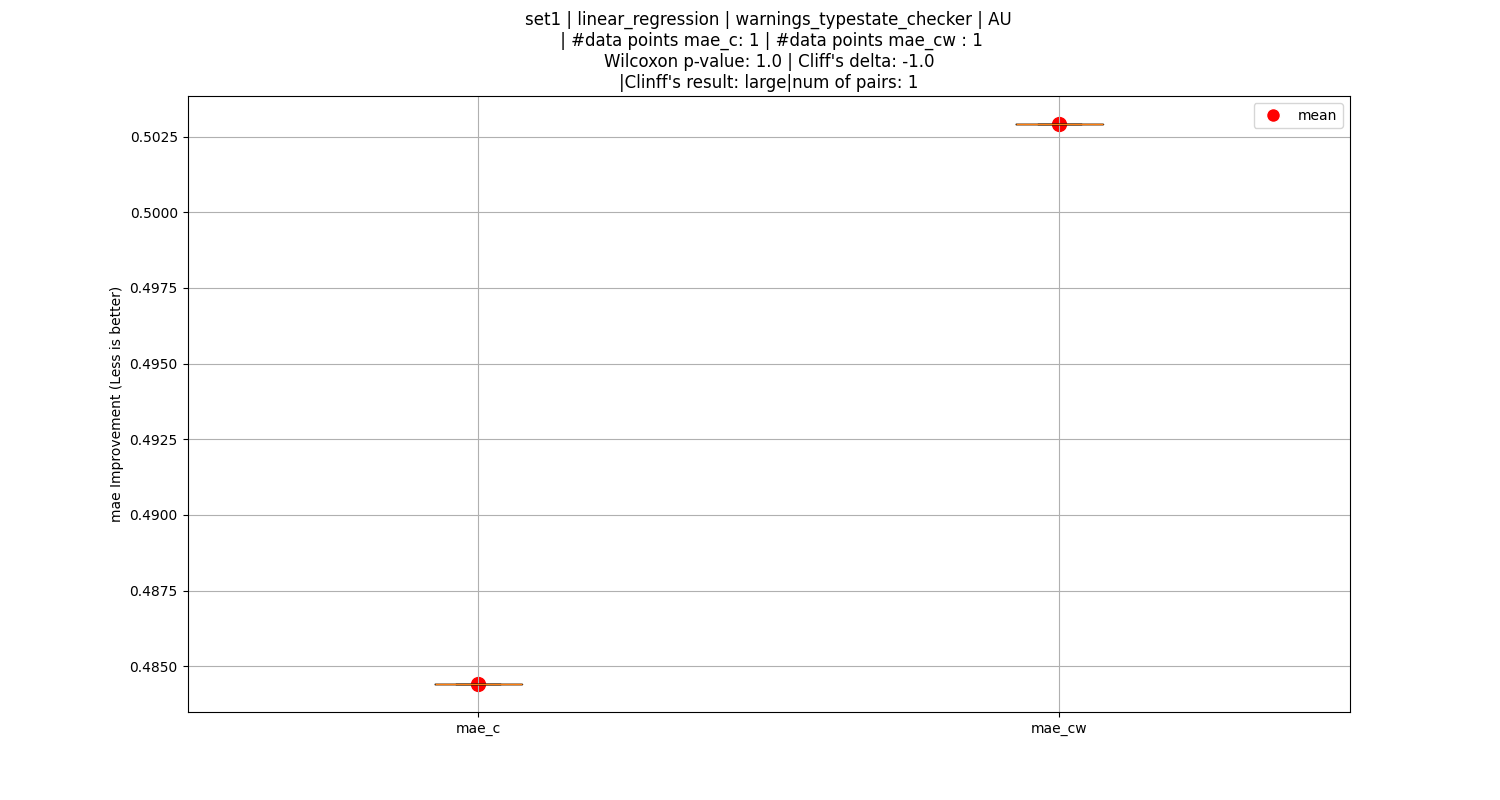 set1 | linear_regression | warnings_typestate_checker | AU
| #data points mae_c: 1 | #data points mae_cw : 1
Wilcoxon p-value: 1.0 | Cliff's delta: -1.0
|Clinff's result: large|num of pairs: 1
mean
mae Improvement (Less is better)
0.5025
0.5000
0.4975
0.4950
0.4925
0.4900
0.4875
0.4850
mae_c
mae_cw